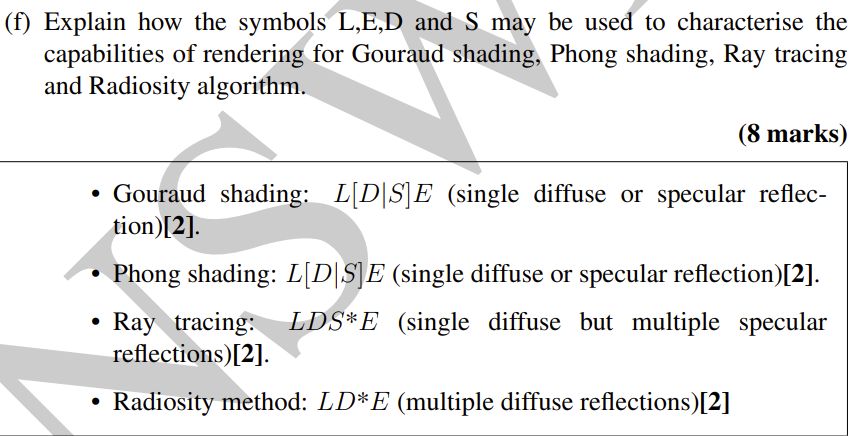 (f) Explain how the symbols L,E,D and S may be used to characterise the
capabilities of rendering for Gouraud shading, Phong shading, Ray tracing
and Radiosity algorithm.
(8 marks)
• Gouraud shading: L[D|S]E (single diffuse or specular reflec-
tion)[2].
• Phong shading: L[D|S]E (single diffuse or specular reflection)[2].
• Ray tracing: LDS*E (single diffuse but multiple specular
reflections)[2].
• Radiosity method: LD*E (multiple diffuse reflections)[2]